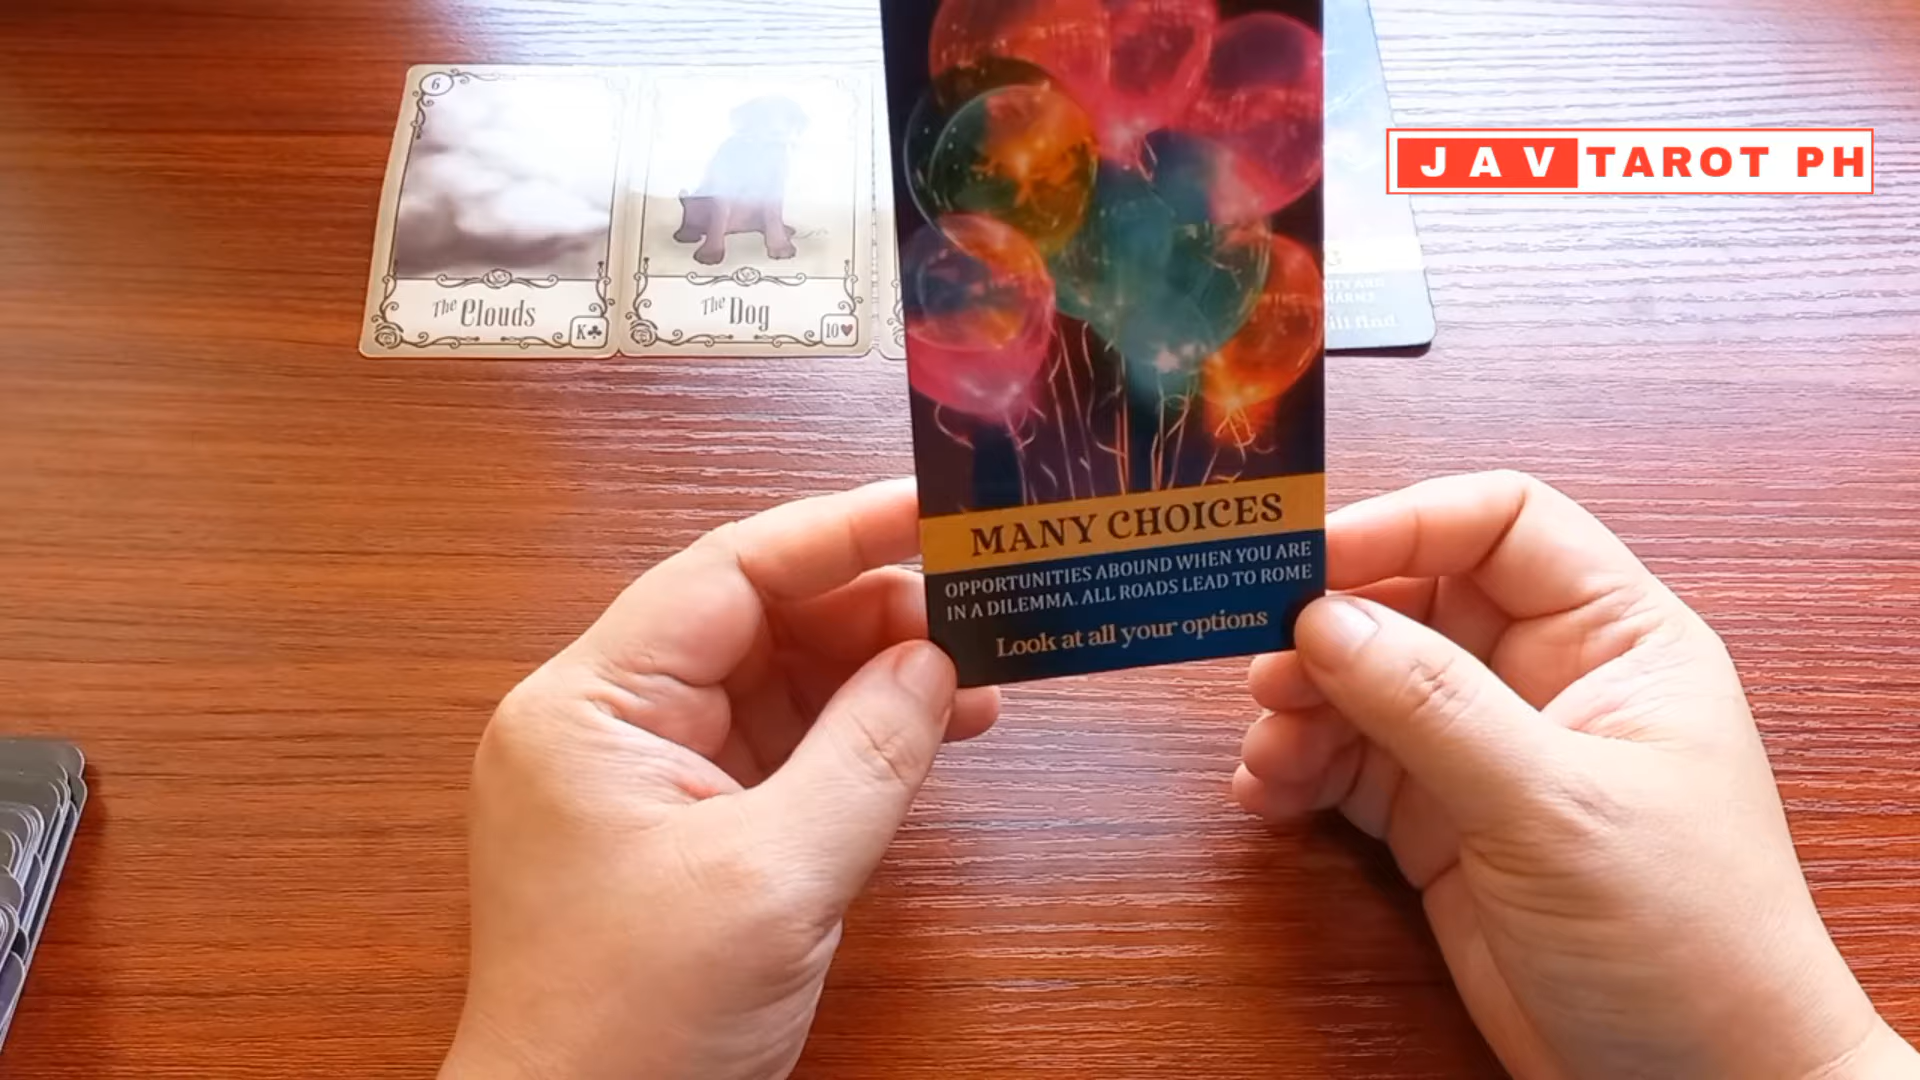 6
The Clouds
K♣
The Dog
10♥
JAV TAROT PH
MANY CHOICES
OPPORTUNITIES ABOUND WHEN YOU ARE
IN A DILEMMA. ALL ROADS LEAD TO ROME
Look at all your options
find.